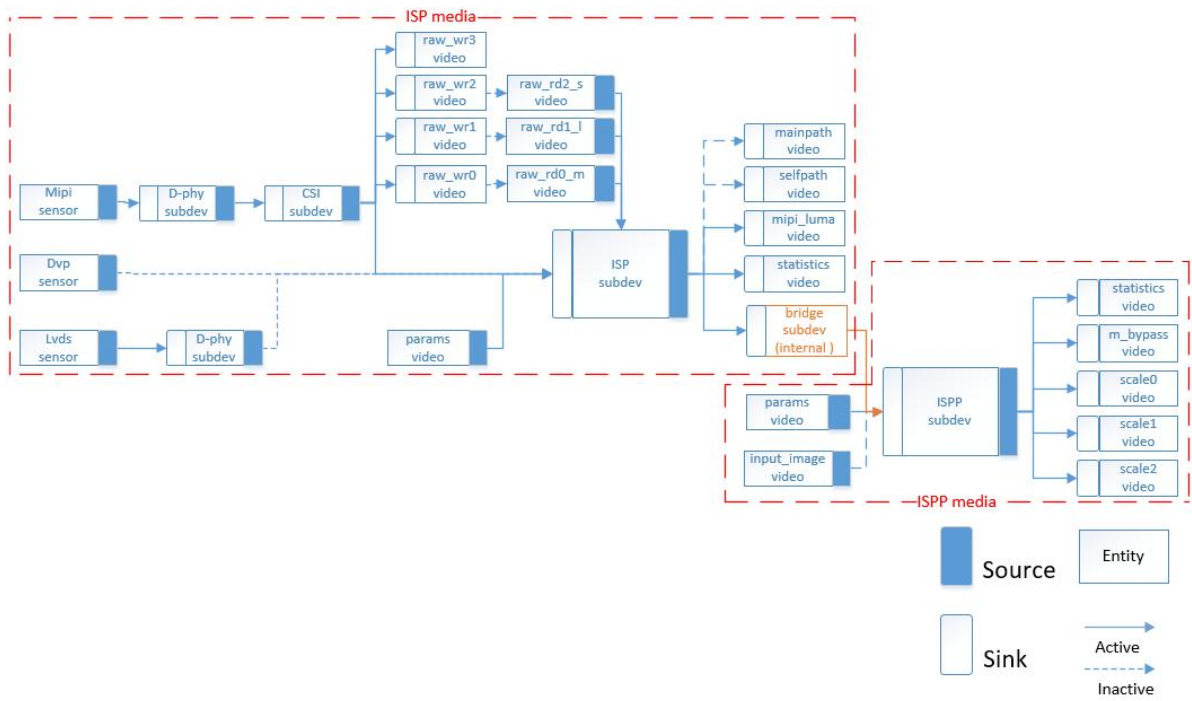 ISP media
raw_wr3
video
raw_wr2
video
raw_rd2_s
video
raw_wr1
video
raw_rd1_l
video
raw_wr0
video
raw_rd0_m
video
Mipi
sensor
D-phy
subdev
CSI
subdev
Dvp
sensor
Lvds
sensor
D-phy
subdev
params
video
ISP
subdev
mainpath
video
selfpath
video
mipi_luma
video
statistics
video
bridge
subdev
(internal )
params
video
input_image
video
ISPP
subdev
statistics
video
m_bypass
video
scale0
video
scale1
video
scale2
video
ISPP media
Source
Entity
Sink
Active
Inactive